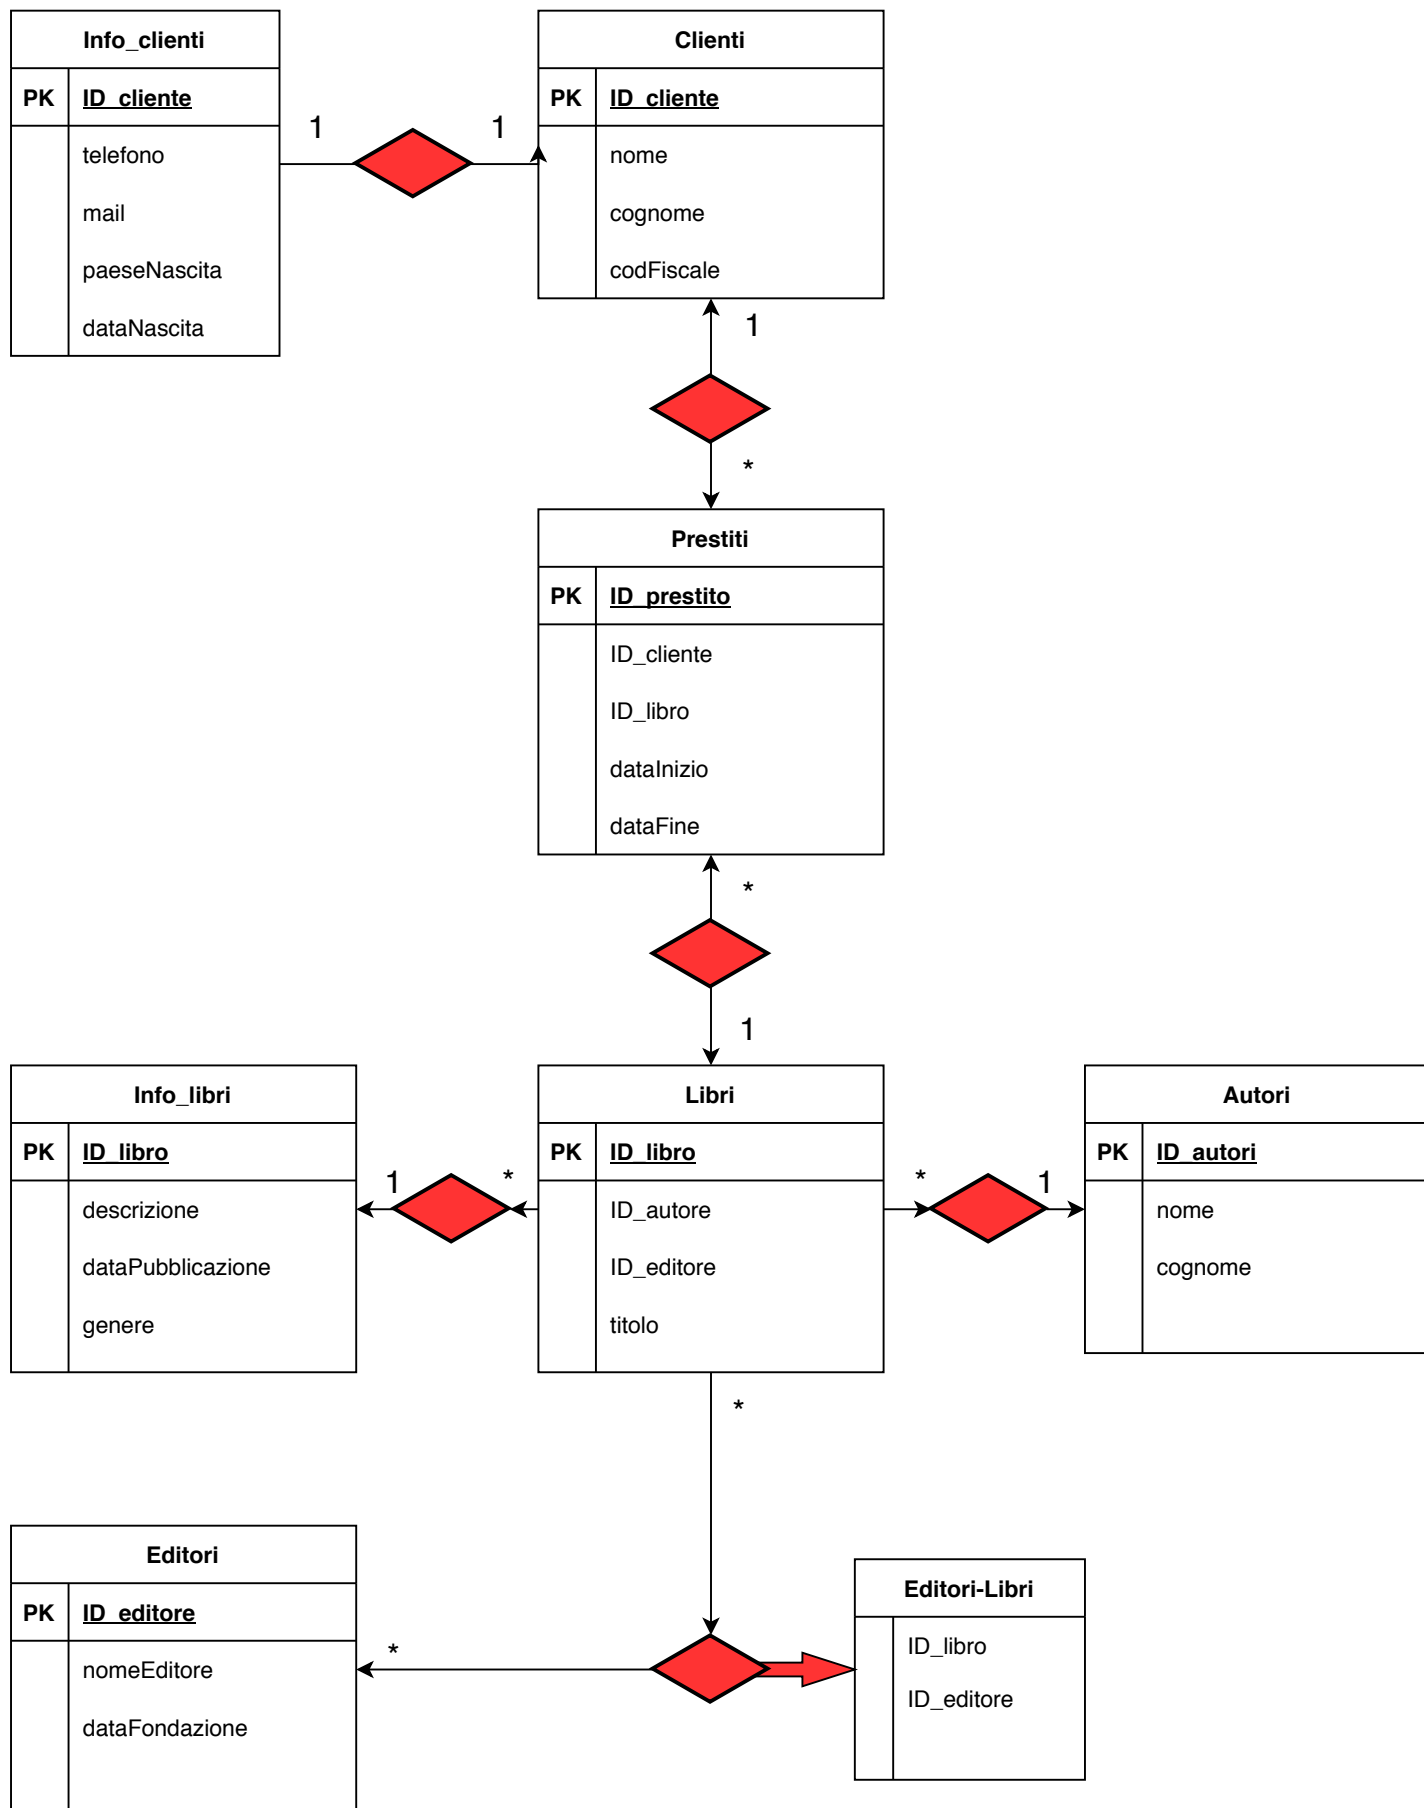 Info_clienti
PK ID_cliente
telefono
mail
paeseNascita
dataNascita
1
1
Clienti
PK ID_cliente
nome
cognome
codFiscale
1
*
Prestiti
PK ID_prestito
ID_cliente
ID_libro
dataInizio
dataFine
*
1
Info_libri
PK ID_libro
descrizione
dataPubblicazione
genere
1
*
Libri
PK ID_libro
ID_autore
ID_editore
titolo
*
1
Autori
PK ID_autori
nome
cognome
*
Editori
PK ID_editore
nomeEditore
dataFondazione
*
Editori-Libri
ID_libro
ID_editore